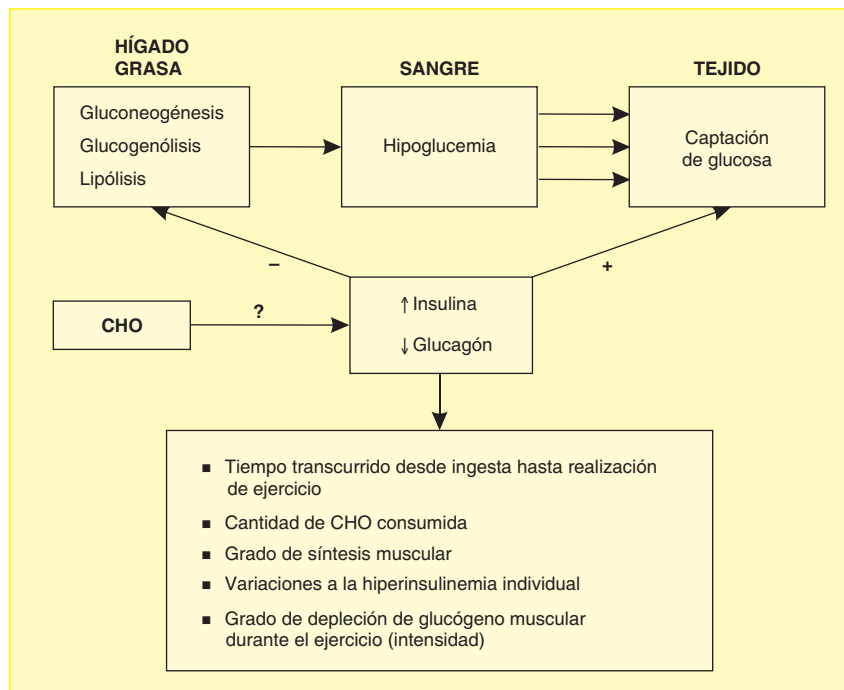 HÍGADO
GRASA
SANGRE
TEJIDO
Gluconeogénesis
Glucogenólisis
Lipólisis
Hipoglucemia
Captación
de glucosa
–
+
CHO
?
↑ Insulina
↓ Glucagón
■ Tiempo transcurrido desde ingesta hasta realización
de ejercicio
■ Cantidad de CHO consumida
■ Grado de síntesis muscular
■ Variaciones a la hiperinsulinemia individual
■ Grado de depleción de glucógeno muscular
durante el ejercicio (intensidad)